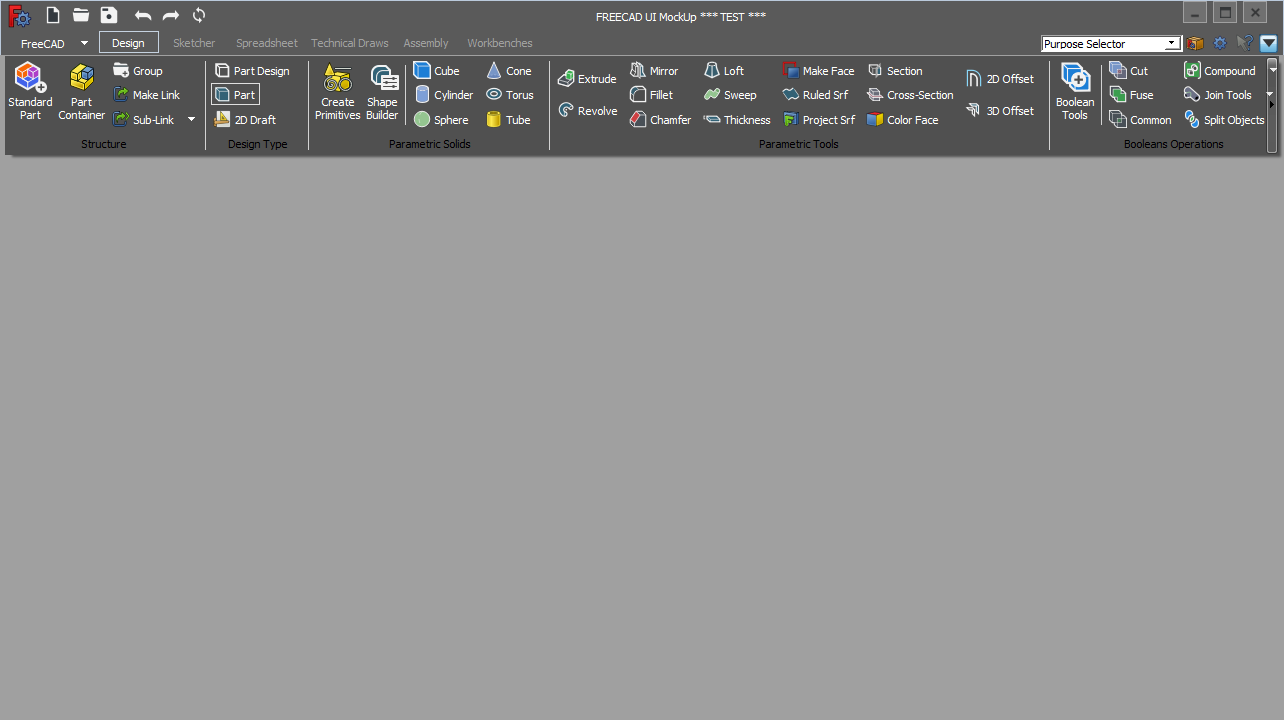 FREECAD UI MockUp *** TEST ***
FreeCAD Design Sketcher Spreadsheet Technical Draws Assembly Workbenches
Purpose Selector
Standard Part
Part Container
Group
Make Link
Sub-Link
Structure
Part Design
Part
2D Draft
Design Type
Create Primitives
Shape Builder
Cube
Cylinder
Sphere
Cone
Torus
Tube
Parametric Solids
Extrude
Revolve
Mirror
Fillet
Chamfer
Loft
Sweep
Thickness
Make Face
Ruled Srf
Project Srf
Section
Cross-Section
Color Face
2D Offset
3D Offset
Parametric Tools
Boolean Tools
Cut
Fuse
Common
Compound
Join Tools
Split Objects
Booleans Operations